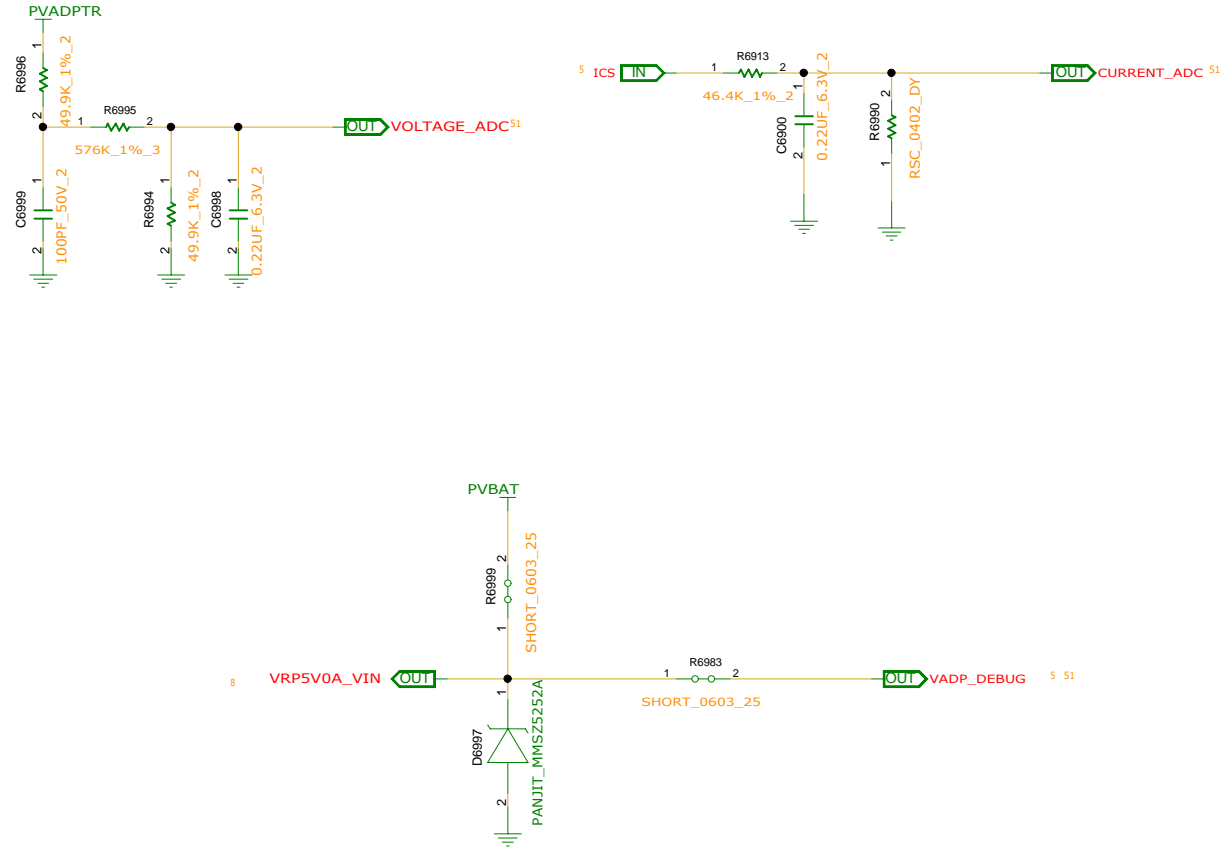 PVADPTR
1
R6996
49.9K_1%_2
2
1
R6995
2
576K_1%_3
OUT
VOLTAGE_ADC
51
1
C6999
100PF_50V_2
2
1
R6994
49.9K_1%_2
2
1
C6998
0.22UF_6.3V_2
2
5
ICS
IN
1
R6913
2
46.4K_1%_2
1
C6900
0.22UF_6.3V_2
2
2
R6990
RSC_0402_DY
1
OUT
CURRENT_ADC
51
PVBAT
2
R6999
SHORT_0603_25
1
8
VRP5V0A_VIN
OUT
1
R6983
2
SHORT_0603_25
OUT
VADP_DEBUG
5
51
1
D6997
PANJIT_MMSZ5252A
2